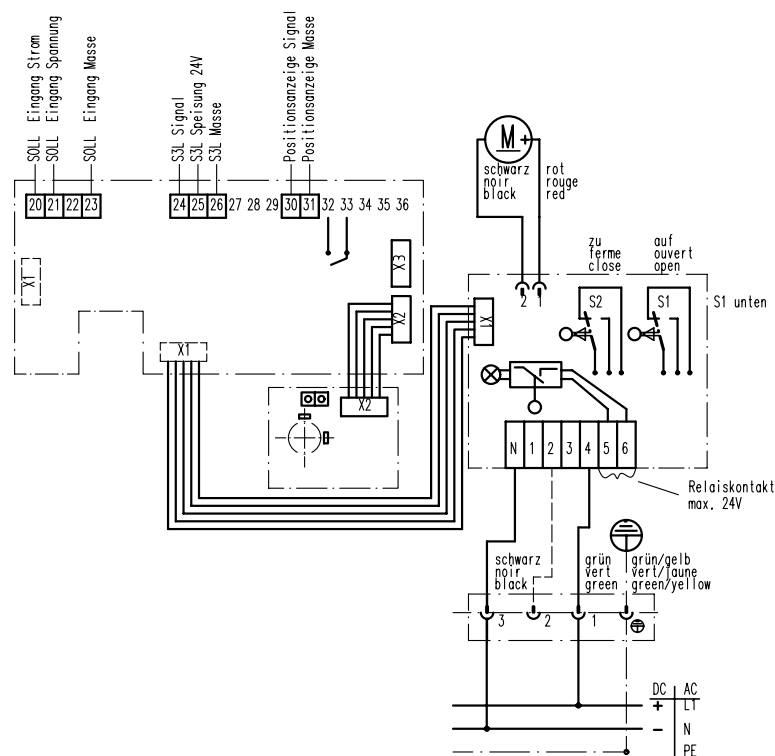 SOLL Eingang Strom
SOLL Eingang Spannung
SOLL Eingang Masse
S3L Signal
S3L Speisung 24V
S3L Masse
Positionsanzeige Signal
Positionsanzeige Masse
20 21 22 23 24 25 26 27 28 29 30 31 32 33 34 35 36
X1
X3
X2
X1
X2
M +
schwarz
noir
black
rot
rouge
red
zu
ferme
close
auf
ouvert
open
2 1
X1
S2
S1
S1 unten
N 1 2 3 4 5 6
Relaiskontakt
max. 24V
schwarz
noir
black
grün
vert
green
grün/gelb
vert/jaune
green/yellow
3 2 1
DC AC
+ L1
- N
PE